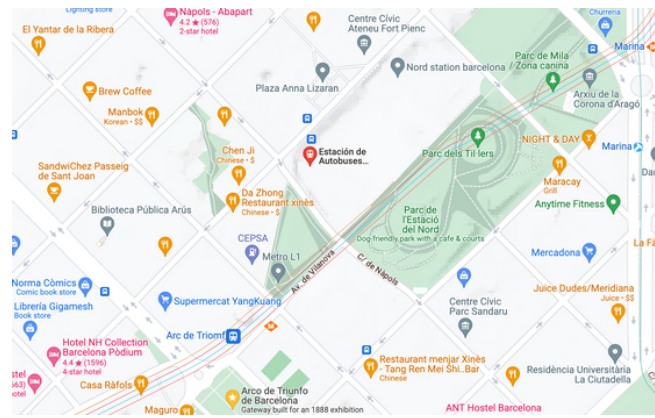 Lighting store
Nàpols - Abapart
4.2 ★ (576)
2-star hotel
El Yantar de la Ribera
Centre Cívic
Ateneu Fort Pienc
Churreria
Marina
Nord station barcelona
Parc de Mila
/ Zona canina
Plaza Anna Lizaran
Arxiu de la
Corona d'Aragó
Brew Coffee
Manbok
Korean • $$
NIGHT & DAY
Marina
Chen Ji
Chinese • $
Estación de
Autobuses...
Parc dels Til·lers
SandwiChez Passeig
de Sant Joan
Maracay
Grill
Da Zhong
Restaurant xinès
Chinese • $
Anytime Fitness
Biblioteca Pública Arús
Parc de
l'Estació
del Nord
Dog-friendly park with a cafe & courts
CEPSA
Metro L1
Av. de Vilanova
C/ de Nàpols
Mercadona
La Fa
Norma Còmics
Comic book store
Supermercat YangKuang
Juice Dudes/Meridiana
Juice • $$
Librería Gigamesh
Book store
Centre Cívic
Parc Sandaru
Arc de Triomf
Hotel NH Collection
Barcelona Pòdium
4.4 ★ (1596)
4-star hotel
Restaurant menjar Xinès
- Tang Ren Mei Shi..Bar
Chinese
Residència Universitària
La Ciutadella
Casa Ràfols
Arco de Triunfo
de Barcelona
Gateway built for an 1888 exhibition
Maguro
ANT Hostel Barcelona